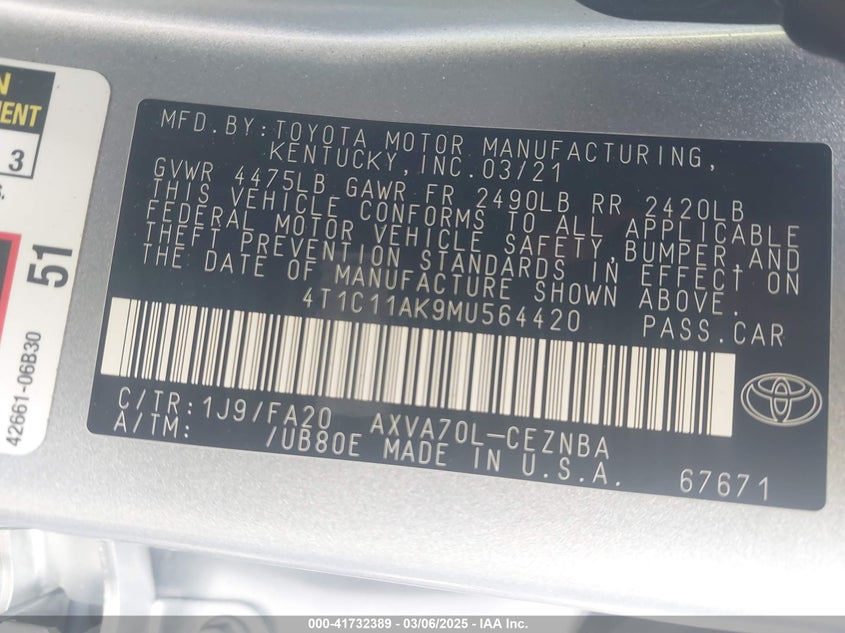 N
MENT
3
S.
51
42661-06B30
MFD.BY:TOYOTA MOTOR MANUFACTURING,
KENTUCKY,INC.03/21
GVWR 4475LB GAWR FR 2490LB RR 2420LB
THIS VEHICLE CONFORMS TO ALL APPLICABLE
FEDERAL MOTOR VEHICLE SAFETY,BUMPER,AND
THEFT PREVENTION STANDARDS IN EFFECT ON
THE DATE OF MANUFACTURE SHOWN ABOVE.
4T1C11AK9MU564420 PASS.CAR
C/TR:1J9/FA20 AXVA70L-CEZNBA
A/TM: /UB80E MADE IN U.S.A. 67671
000-41732389 - 03/06/2025 - IAA Inc.